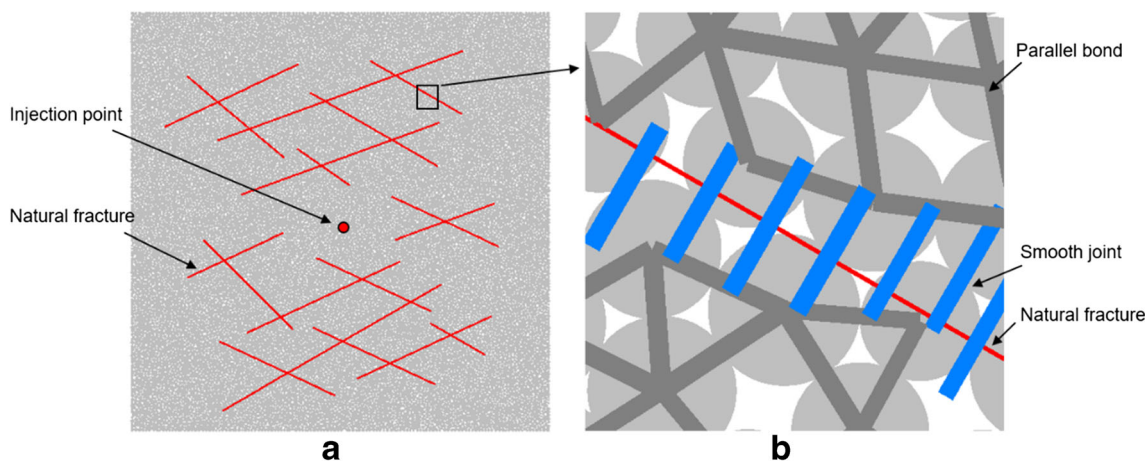 Injection point
Natural fracture
Parallel bond
Smooth joint
Natural fracture
a
b